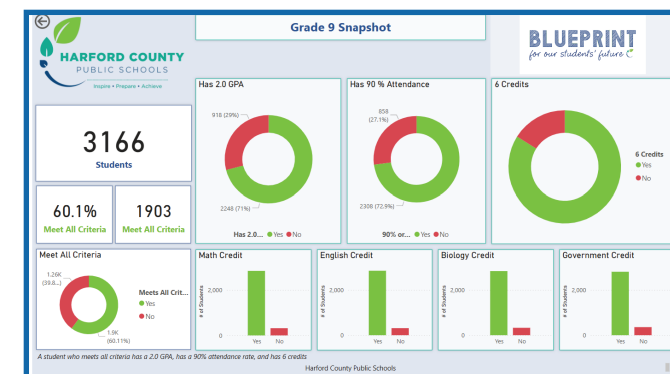 Grade 9 Snapshot
HARFORD COUNTY
PUBLIC SCHOOLS
Inspire • Prepare • Achieve
BLUEPRINT
for our students' future
3166
Students
60.1%
Meet All Criteria
1903
Meet All Criteria
Has 2.0 GPA
918 (29%)
2248 (71%)
Has 2.0... Yes No
Has 90 % Attendance
858
(27.1%)
2308 (72.9%)
90% or... Yes No
6 Credits
6 Credits
Yes
No
Meet All Criteria
1.26K
(39.8...)
1.9K
(60.11%)
Meets All Crit...
Yes
No
Math Credit
# of Students
2,000
0
Yes No
English Credit
# of Students
2,000
0
Yes No
Biology Credit
# of Students
2,000
0
Yes No
Government Credit
# of Students
2,000
0
Yes No
A student who meets all criteria has a 2.0 GPA, has a 90% attendance rate, and has 6 credits
Harford County Public Schools